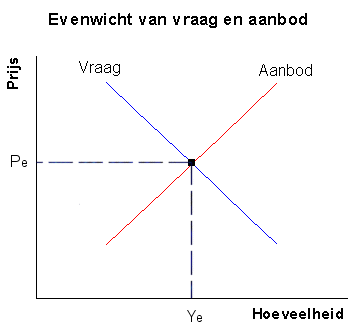 Evenwicht van vraag en aanbod
Prijs
Vraag
Aanbod
Pe
Ye
Hoeveelheid